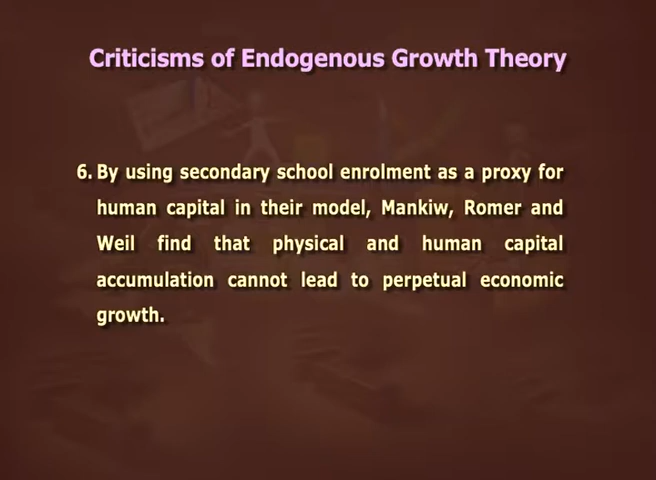 Criticisms of Endogenous Growth Theory
6. By using secondary school enrolment as a proxy for
human capital in their model, Mankiw, Romer and
Weil find that physical and human capital
accumulation cannot lead to perpetual economic
growth.